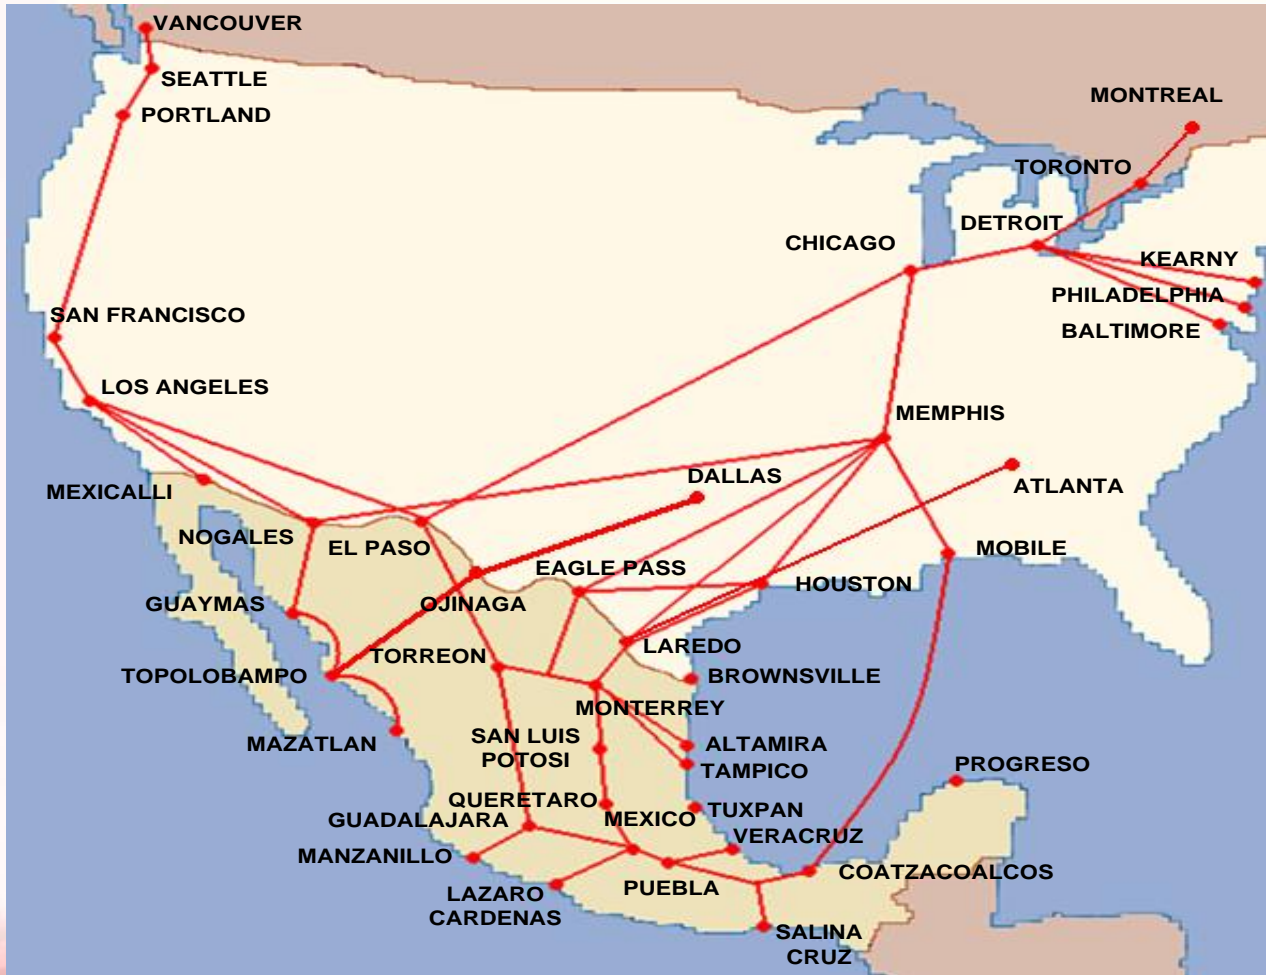 VANCOUVER
SEATTLE
MONTREAL
PORTLAND
TORONTO
DETROIT
CHICAGO
KEARNY
PHILADELPHIA
SAN FRANCISCO
BALTIMORE
LOS ANGELES
MEMPHIS
DALLAS
MEXICALLI
ATLANTA
NOGALES
EL PASO
MOBILE
EAGLE PASS
HOUSTON
GUAYMAS
OJINAGA
LAREDO
TORREON
TOPOLOBAMPO
BROWNSVILLE
MONTERREY
SAN LUIS
POTOSI
MAZATLAN
ALTAMIRA
PROGRESO
TAMPICO
QUERETARO
TUXPAN
GUADALAJARA
MEXICO
VERACRUZ
MANZANILLO
COATZACOALCOS
PUEBLA
LAZARO
CARDENAS
SALINA
CRUZ